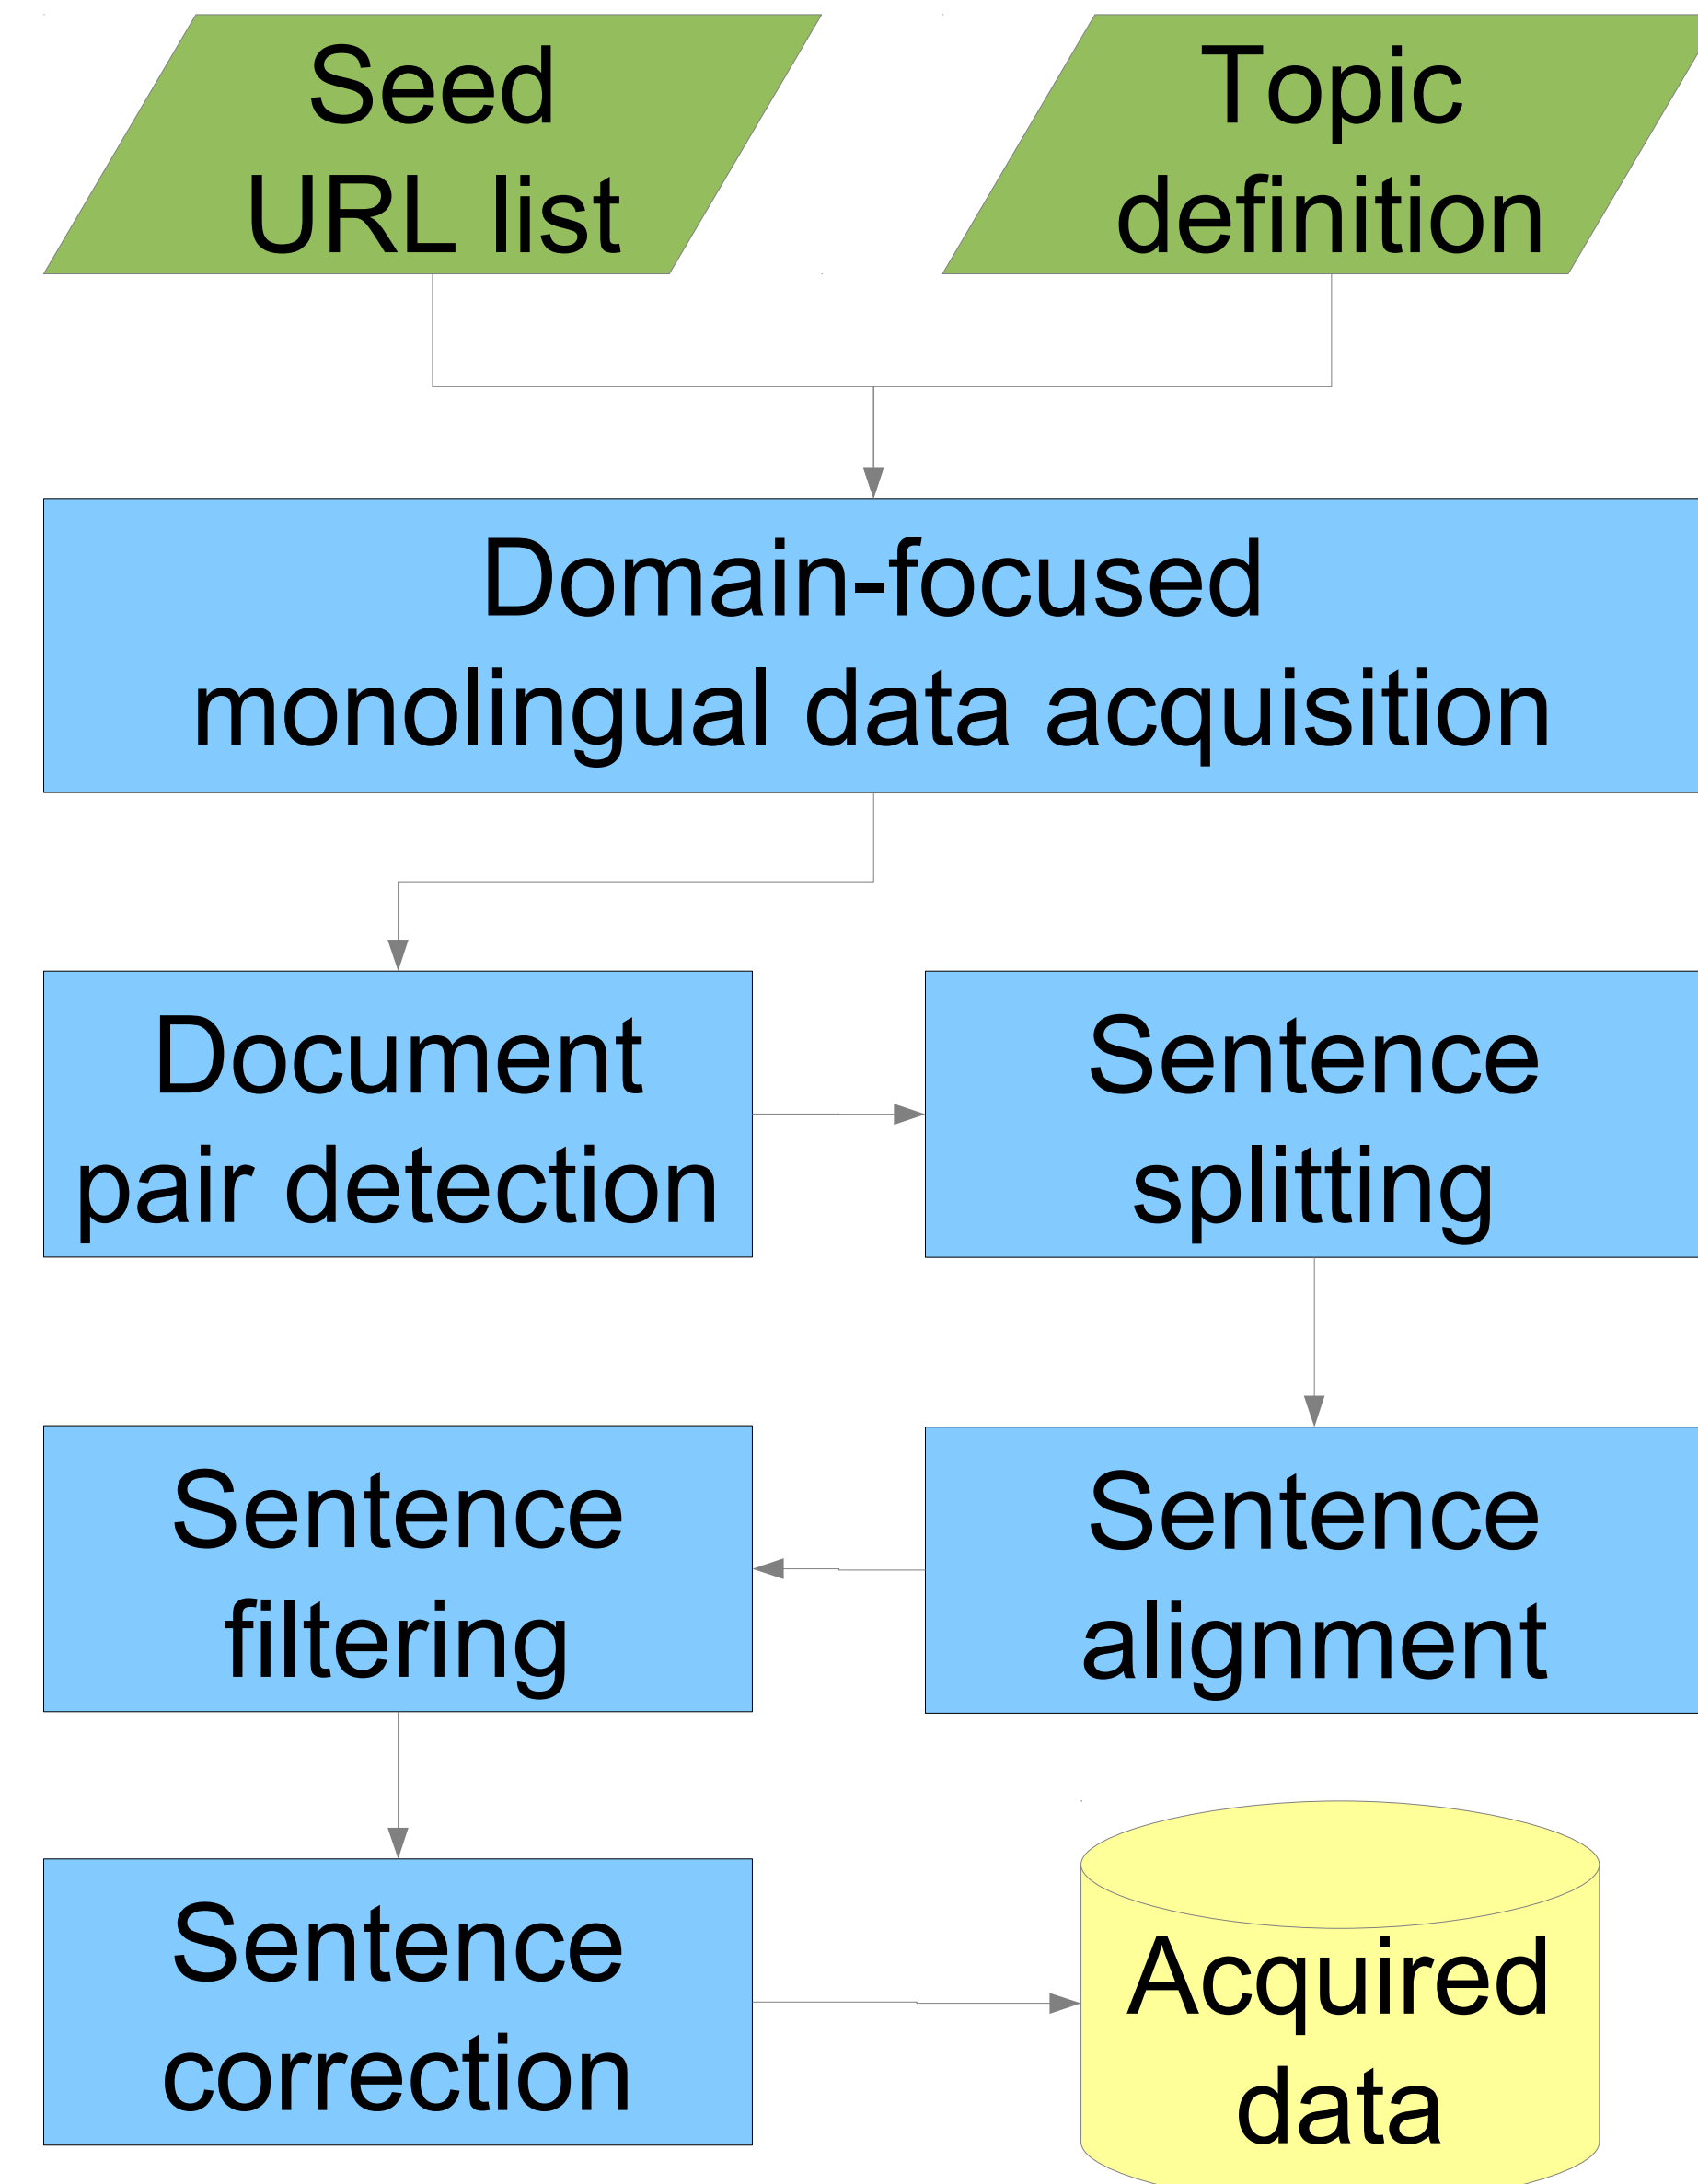 Seed
URL list
Topic
definition
Domain-focused
monolingual data acquisition
Document
pair detection
Sentence
splitting
Sentence
filtering
Sentence
alignment
Sentence
correction
Acquired
data